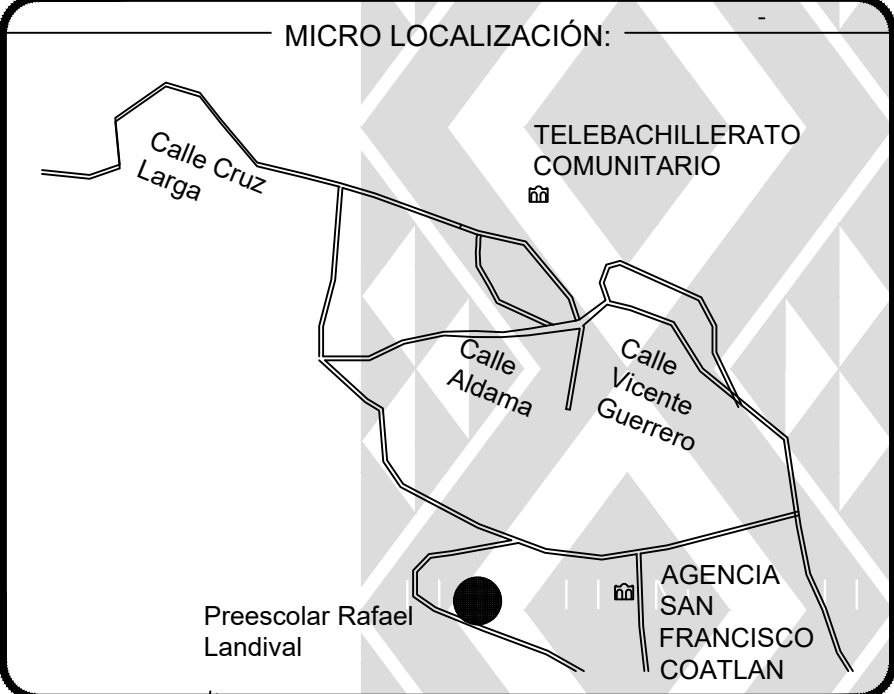 MICRO LOCALIZACIÓN:
TELEBACHILLERATO
COMUNITARIO
Calle Cruz
Larga
Calle
Aldama
Calle
Vicente
Guerrero
AGENCIA
SAN
FRANCISCO
COATLAN
Preescolar Rafael
Landival